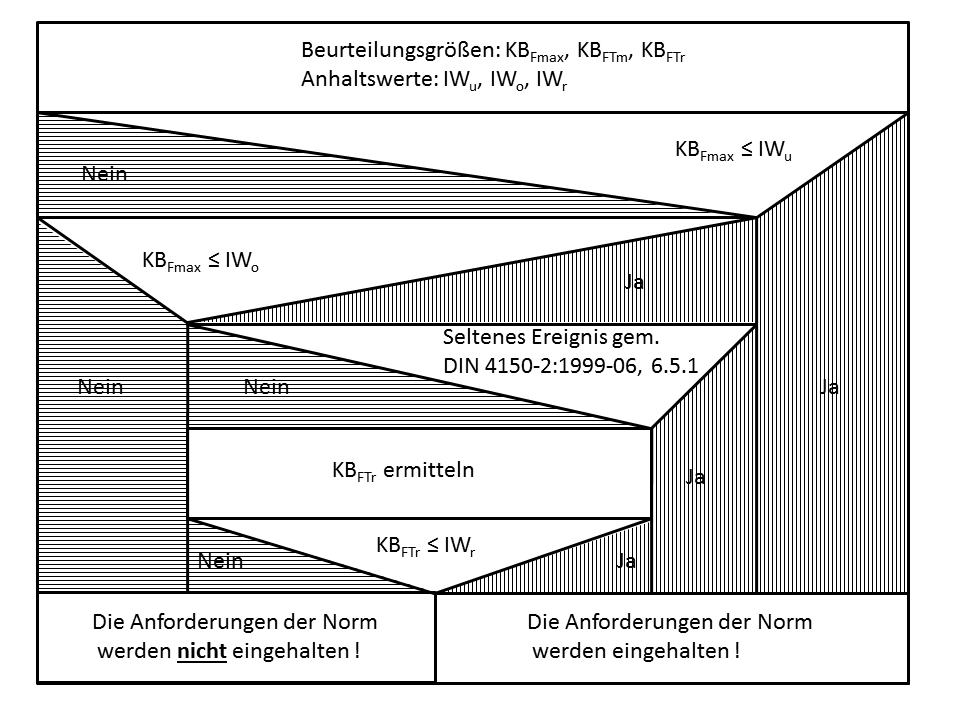 Beurteilungsgrößen: KBFmax, KBFTm, KBFTr
Anhaltswerte: IWu, IWo, IWr
KBFmax ≤ IWu
Nein
KBFmax ≤ IWo
Ja
Seltenes Ereignis gem.
DIN 4150-2:1999-06, 6.5.1
Nein
Nein
Ja
KBFTr ermitteln
Ja
KBFTr ≤ IWr
Nein
Ja
Die Anforderungen der Norm
werden nicht eingehalten !
Die Anforderungen der Norm
werden eingehalten !